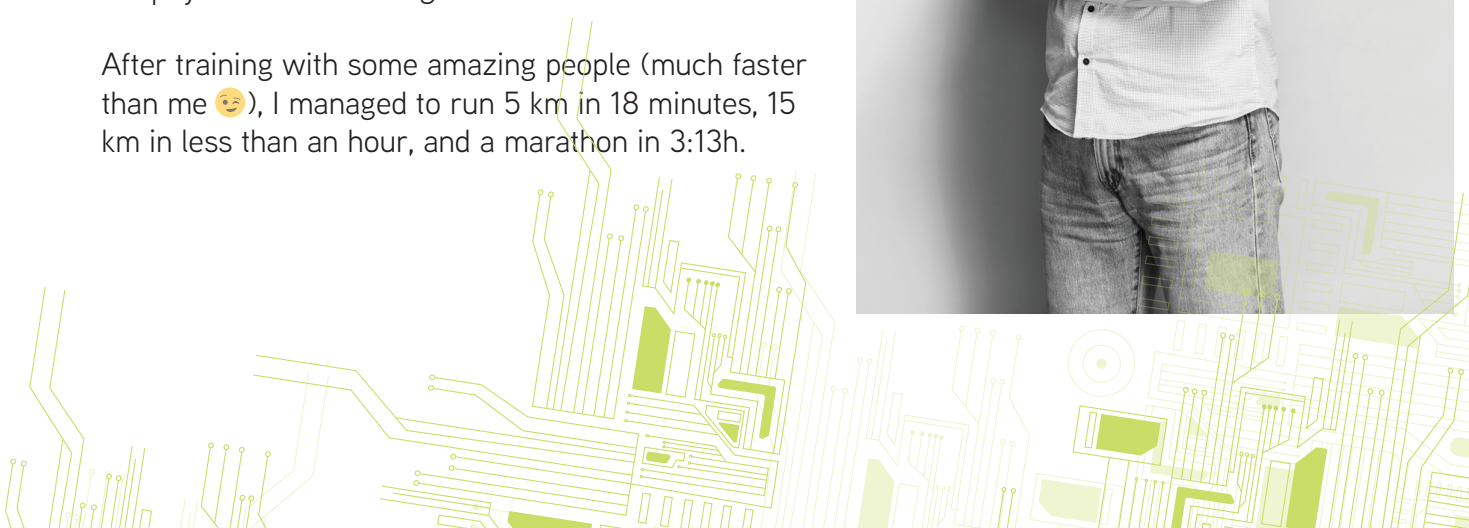 After training with some amazing people (much faster
than me 😉), I managed to run 5 km in 18 minutes, 15
km in less than an hour, and a marathon in 3:13h.